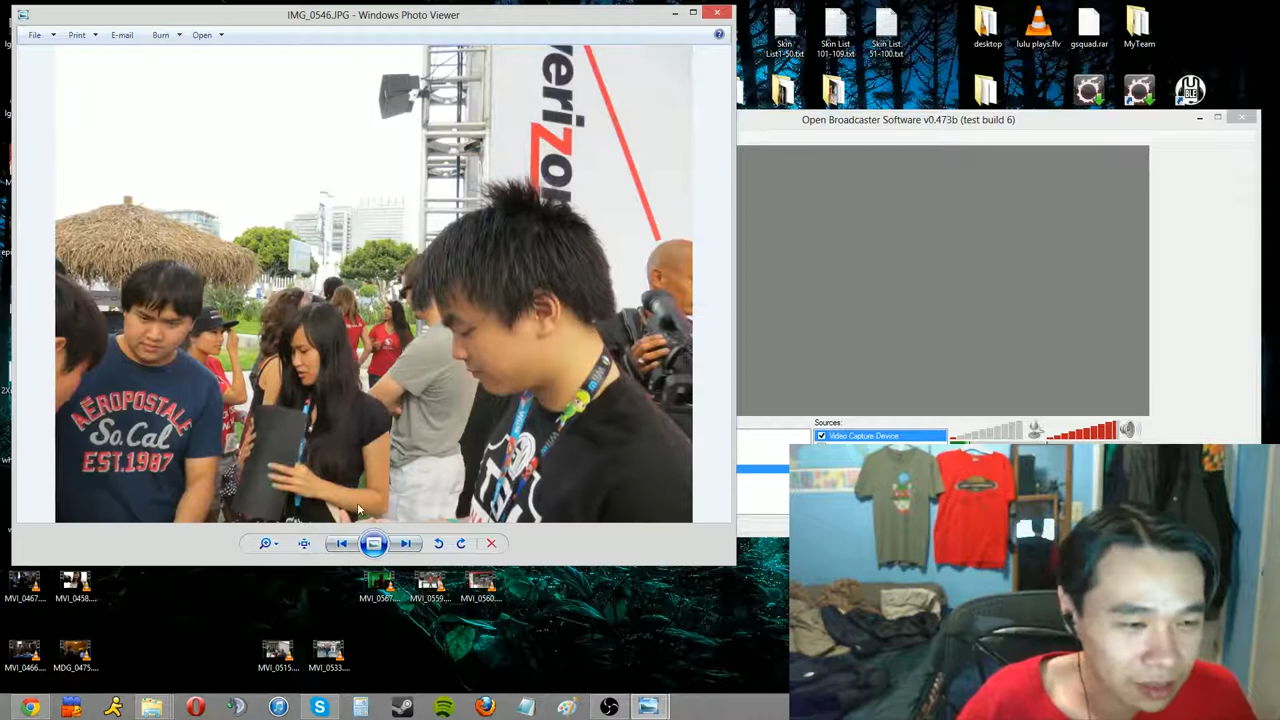 IMG_0546.JPG - Windows Photo Viewer
File
Print
E-mail
Burn
Open
Skin List1-50.txt
Skin List 101-109.txt
Skin List 51-100.txt
desktop
lulu plays.flv
gsquad.rar
MyTeam
Open Broadcaster Software v0.473b (test build 6)
verizon
AÉROPOSTALE
So.Cal
EST.1987
Sources:
Video Capture Device
MVI_0467....
MVI_0458....
MVI_0567...
MVI_0559....
MVI_0560....
MVI_0466....
MDG_0475....
MVI_0515....
MVI_0533....